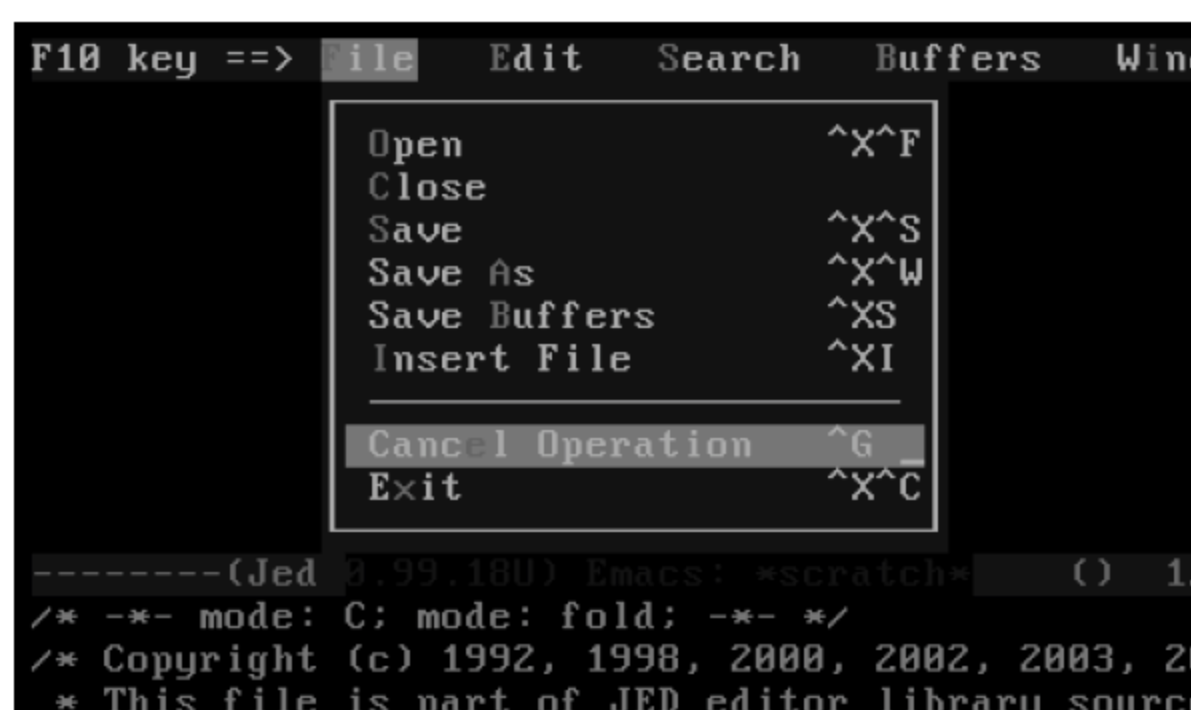 F10 key ==> File Edit Search Buffers
Open ^X^F
Close
Save ^X^S
Save As ^X^W
Save Buffers ^XS
Insert File ^XI
Cancel Operation ^G _
Exit ^X^C
--------(Jed 0.99.18U) Emacs: *scratch* ()
/* -*- mode: C; mode: fold; -*- */
/* Copyright (c) 1992, 1998, 2000, 2002, 2003,
* This file is part of JED editor library source